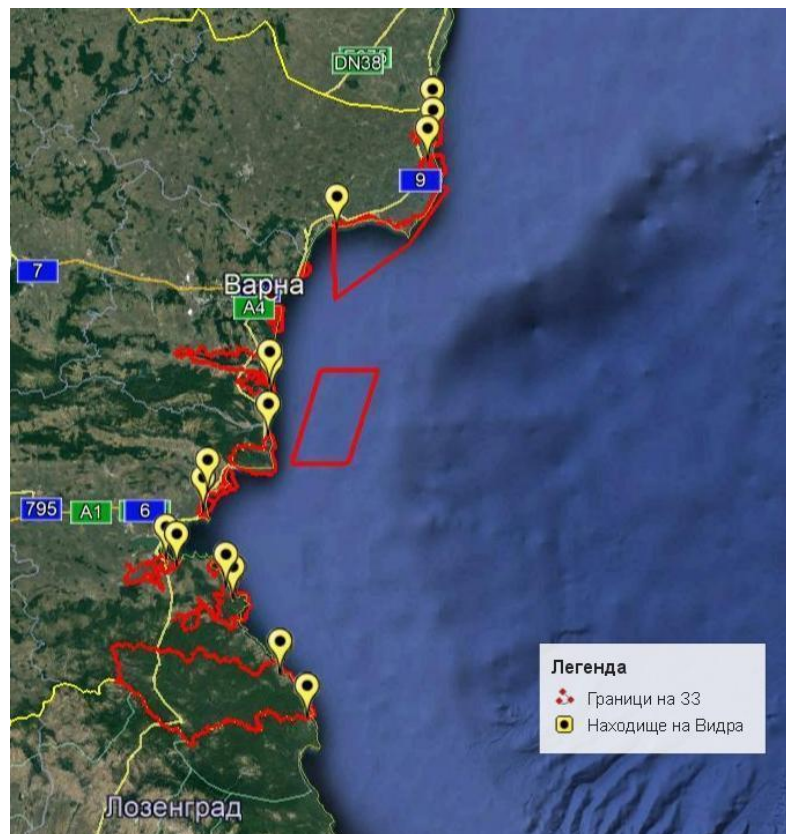 DN38
9
7
Варна
A4
795
A1
6
Легенда
Граници на ЗЗ
Находище на Видра
Лозенград